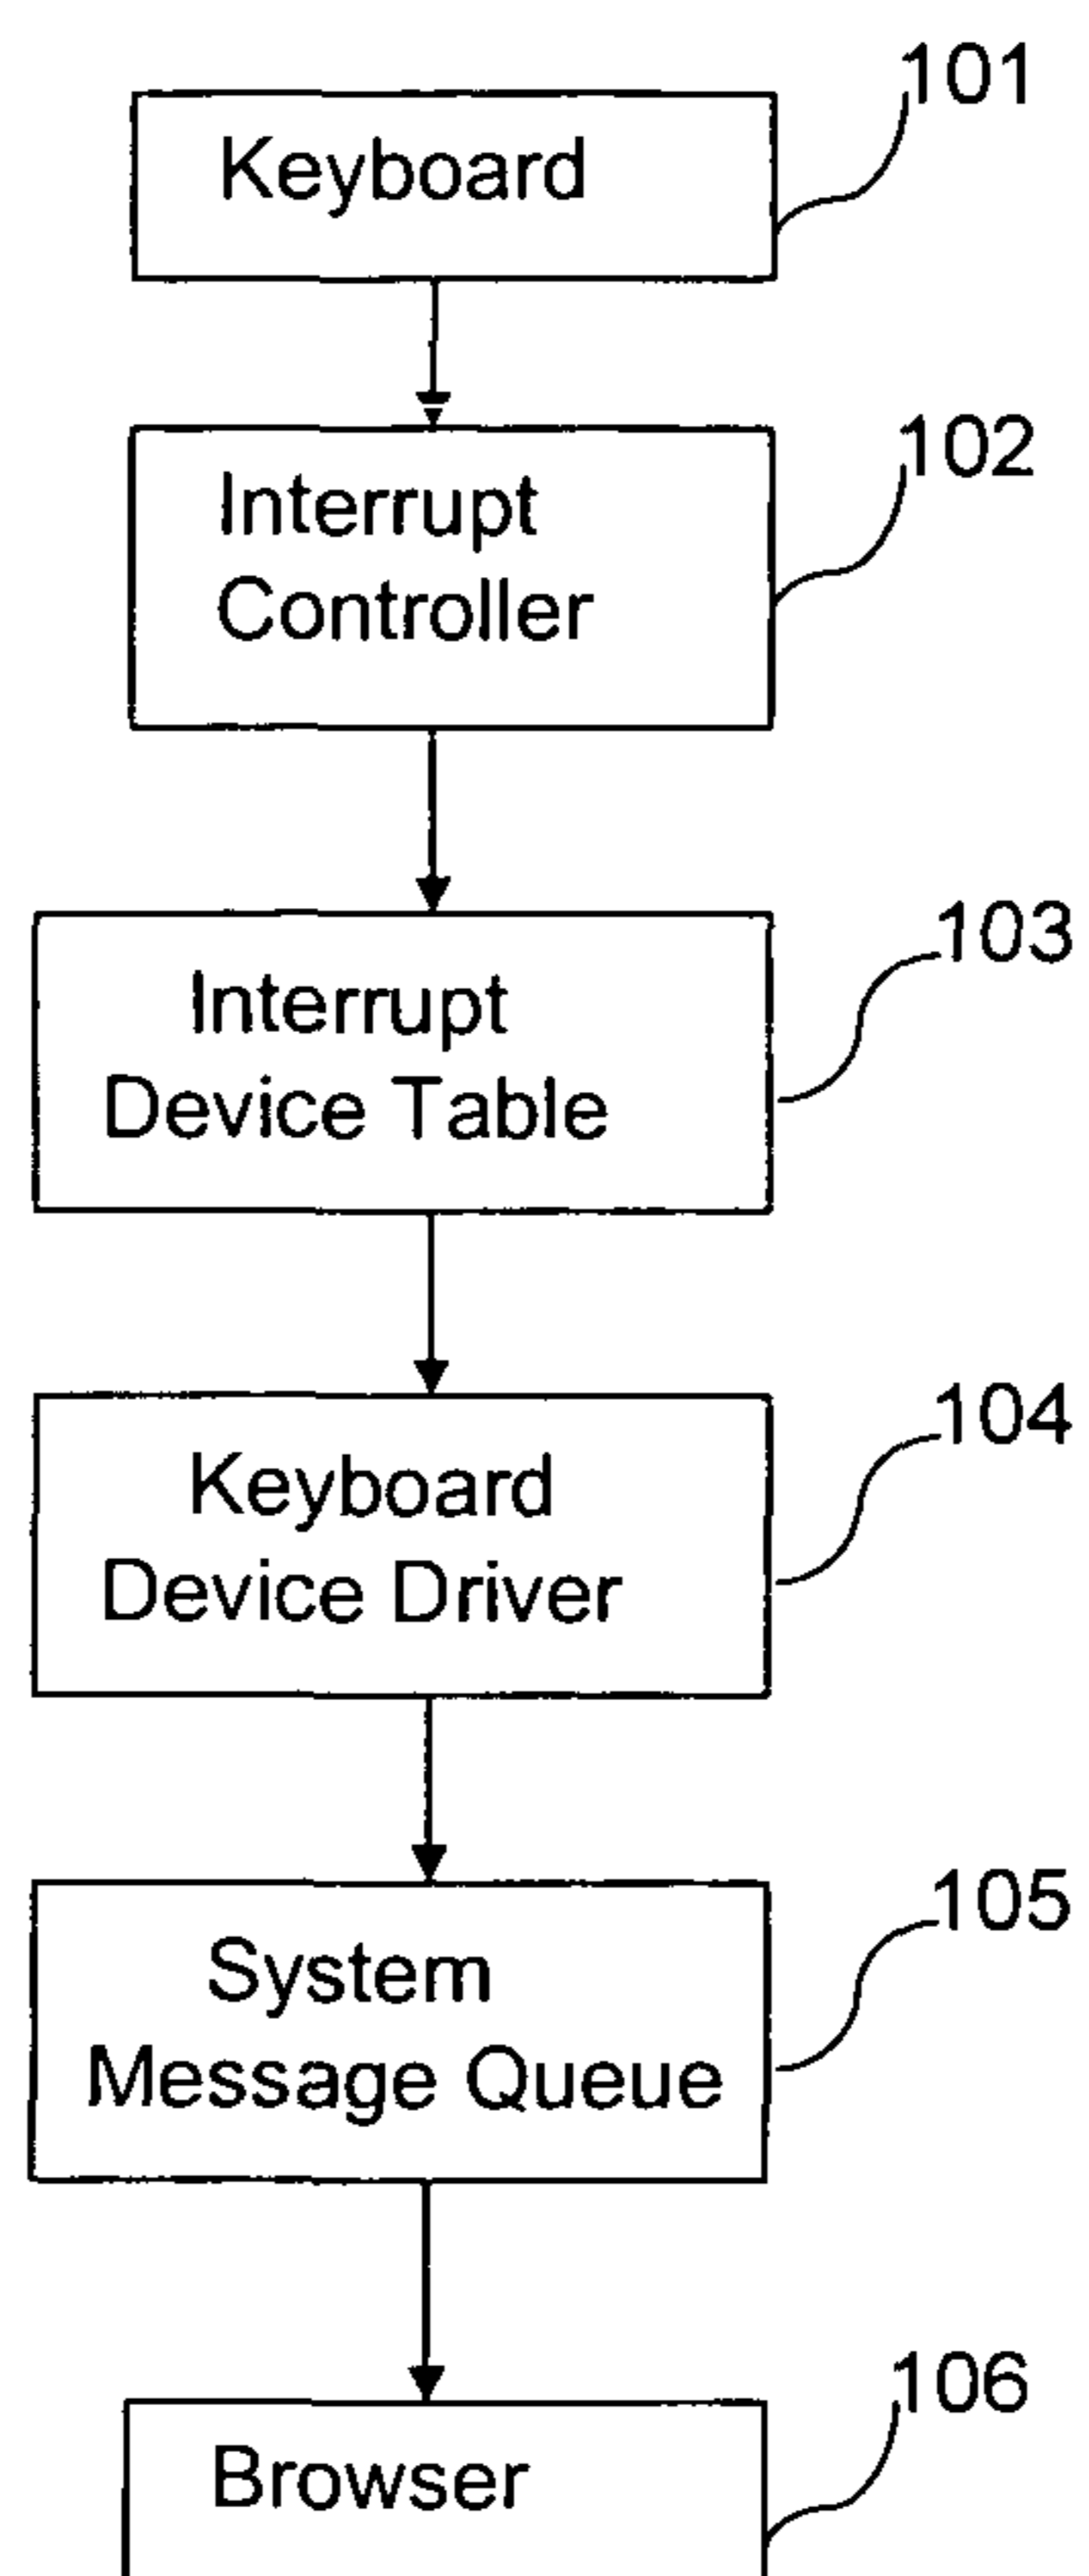 101
Keyboard
102
Interrupt
Controller
103
Interrupt
Device Table
104
Keyboard
Device Driver
105
System
Message Queue
106
Browser